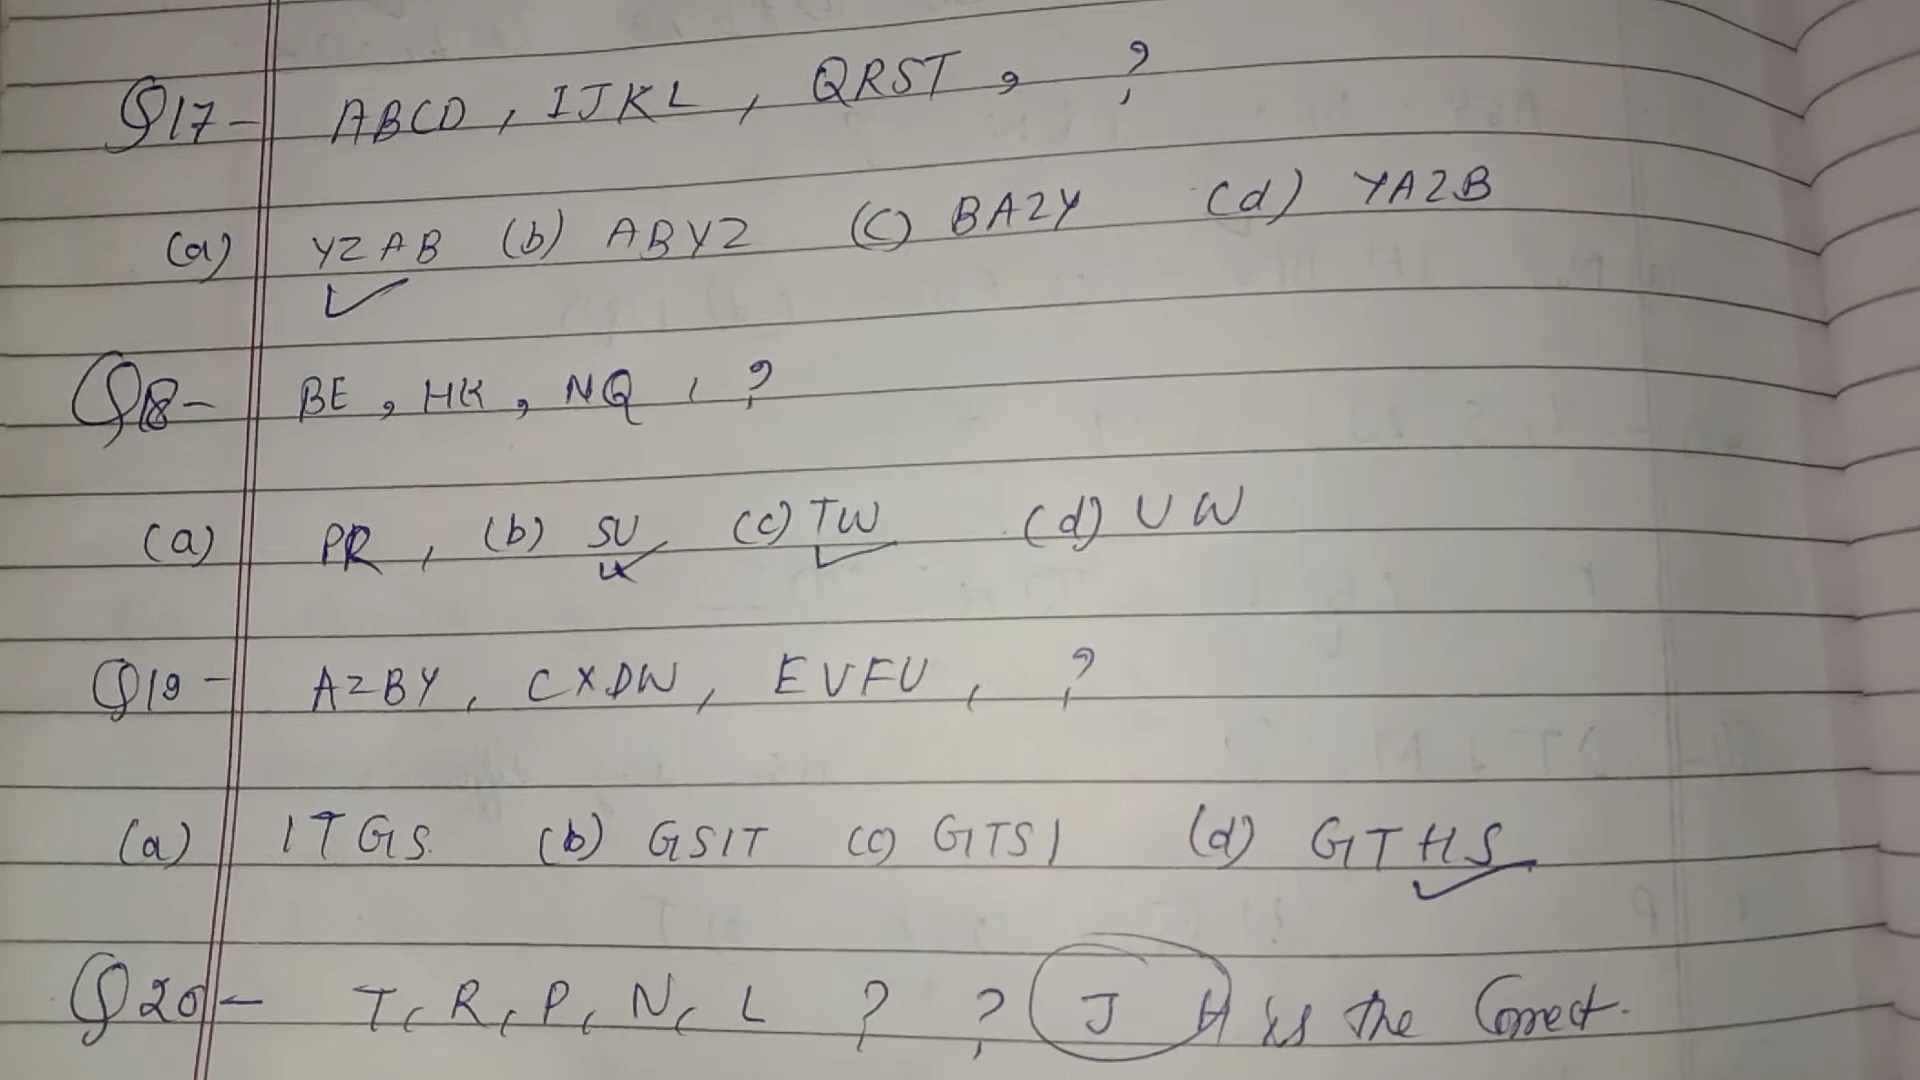 Q17- ABCD, IJKL, QRST, ?
(a) YZAB (b) ABYZ (c) BAZY (d) YAZB
Q18- BE, HK, NQ, ?
(a) PR, (b) SU (c) TW (d) UW
Q19- AZBY, CXDW, EVFU, ?
(a) ITGS (b) GSIT (c) GTSI (d) GTHS
Q20- T, R, P, N, L ? ? J H is the Correct.